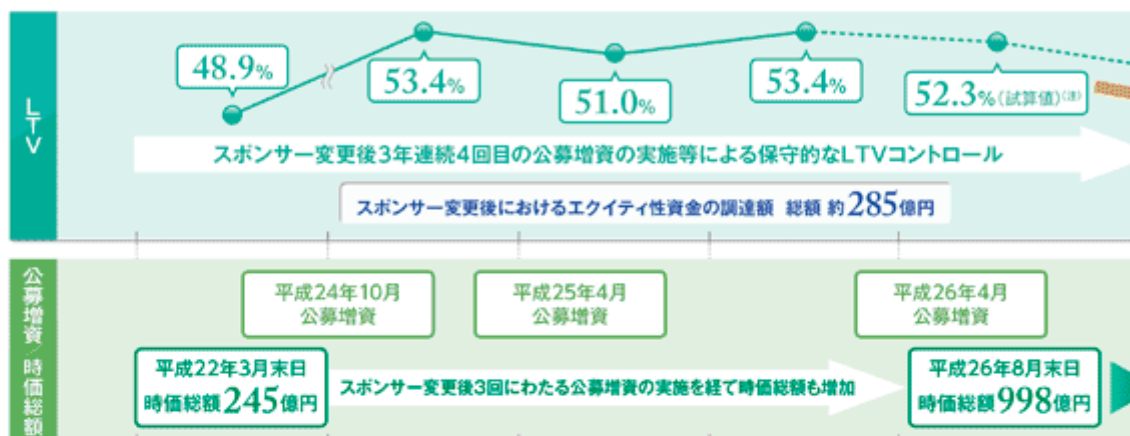 LTV
48.9%
53.4%
51.0%
53.4%
52.3%(試算値)(注)
スポンサー変更後3年連続4回目の公募増資の実施等による保守的なLTVコントロール
スポンサー変更後におけるエクイティ性資金の調達額 総額 約285億円
公募増資/時価総額
平成24年10月
公募増資
平成25年4月
公募増資
平成26年4月
公募増資
平成22年3月末日
時価総額245億円
スポンサー変更後3回にわたる公募増資の実施を経て時価総額も増加
平成26年8月末日
時価総額998億円